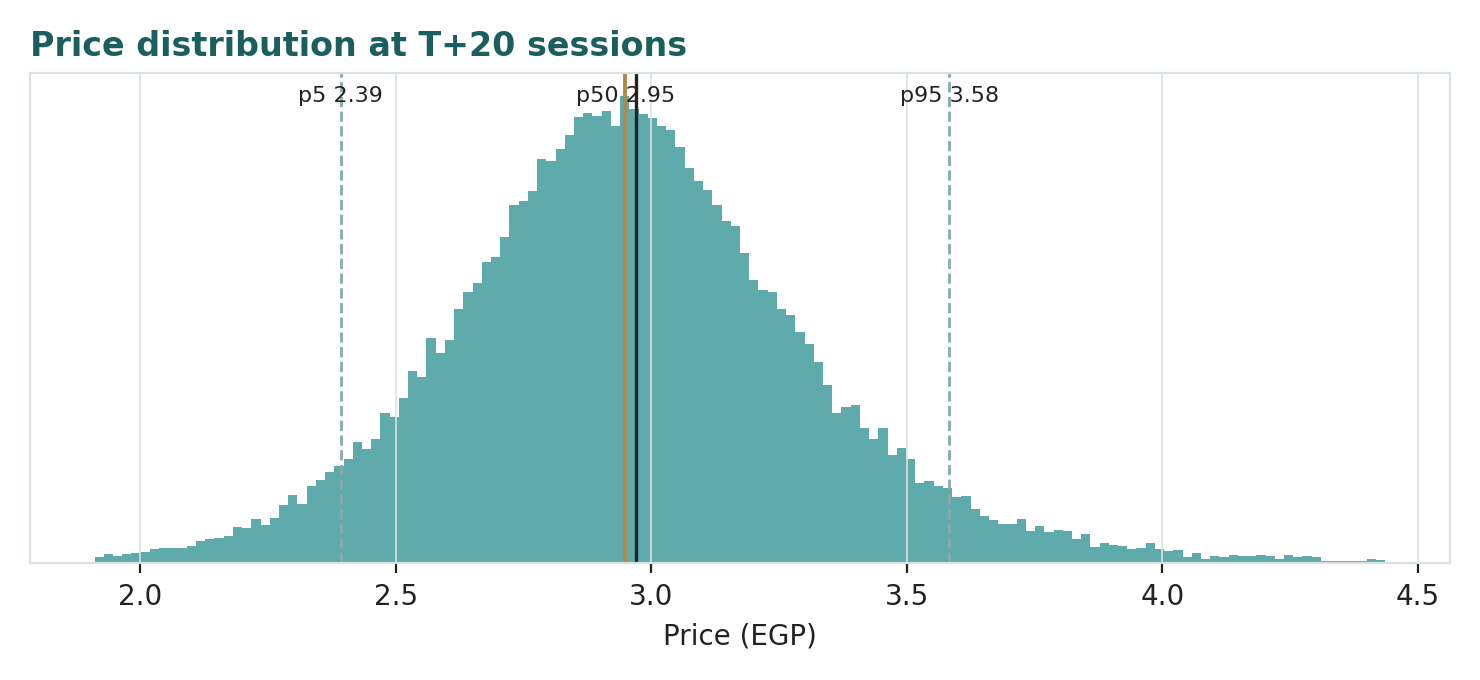 Price distribution at T+20 sessions
p5 2.39 p50 2.95 p95 3.58
2.0 2.5 3.0 3.5 4.0 4.5
Price (EGP)